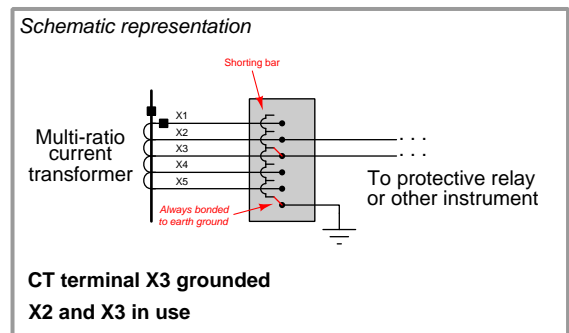 Schematic representation
Shorting bar
X1
X2
X3
X4
X5
Multi-ratio
current
transformer
. . .
. . .
To protective relay
or other instrument
Always bonded
to earth ground
CT terminal X3 grounded
X2 and X3 in use